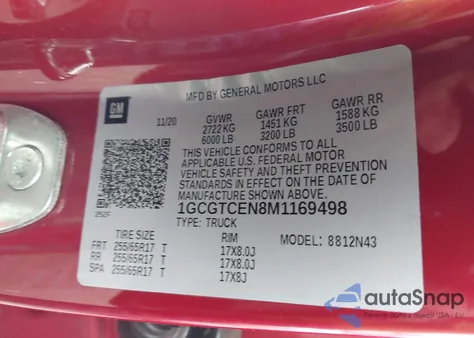 MFD BY GENERAL MOTORS LLC
GM
11/20
GVWR
2722 KG
6000 LB
GAWR FRT
1451 KG
3200 LB
GAWR RR
1588 KG
3500 LB
THIS VEHICLE CONFORMS TO ALL
APPLICABLE U.S. FEDERAL MOTOR
VEHICLE SAFETY AND THEFT PREVENTION
STANDARDS IN EFFECT ON THE DATE OF
MANUFACTURE SHOWN ABOVE.
1GCGTCEN8M1169498
TYPE: TRUCK
TIRE SIZE
RIM
MODEL: 8812N43
FRT 255/65R17 T 17X8.0J
RR 255/65R17 T 17X8.0J
SPA 255/65R17 T 17X8J
autoSnap